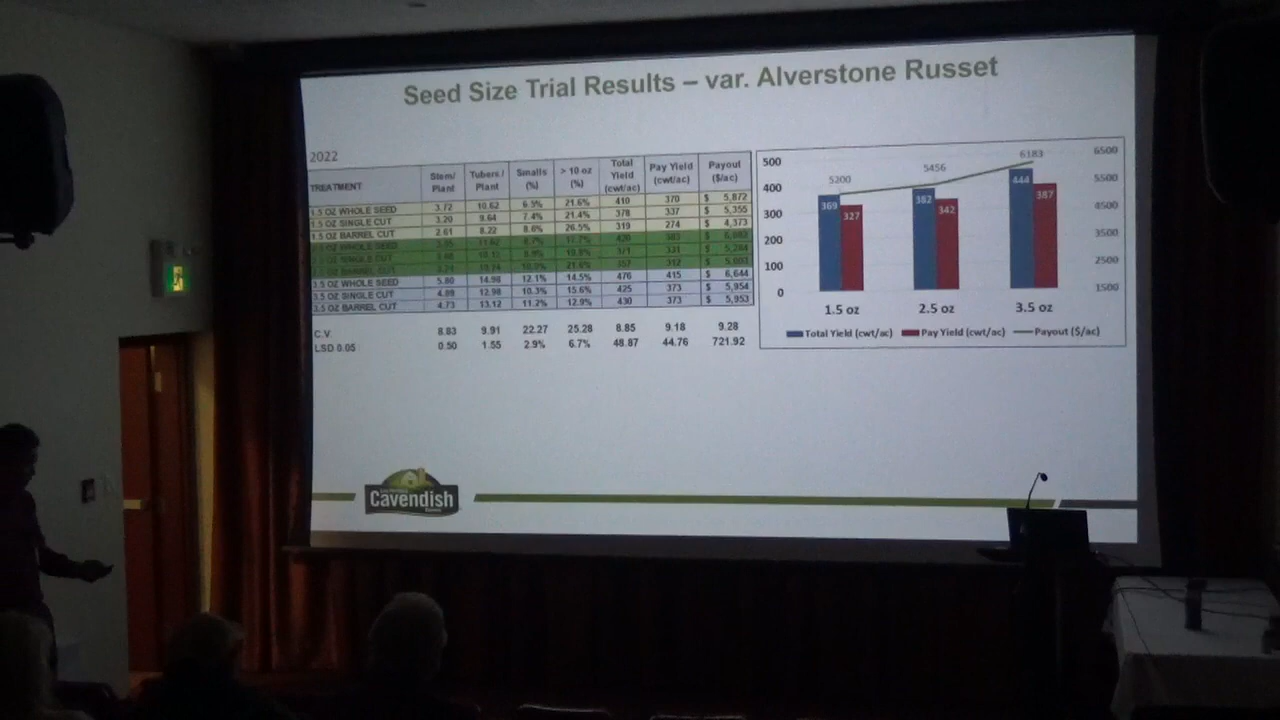 Seed Size Trial Results – var. Alverstone Russet
2022
TREATMENT Stem/ Plant Tubers / Plant Smalls (%) > 10 oz (%) Total Yield (cwt/ac) Pay Yield (cwt/ac) Payout ($/ac)
1.5 OZ WHOLE SEED 3.72 10.62 9.5% 21.6% 410 370 $ 5,872
1.5 OZ SINGLE CUT 3.20 9.64 7.4% 21.4% 378 337 $ 5,355
1.5 OZ BARREL CUT 2.61 8.22 8.0% 26.5% 319 274 $ 4,373
3.5 OZ WHOLE SEED 5.80 14.98 12.1% 14.5% 476 415 $ 6,644
3.5 OZ SINGLE CUT 4.89 12.98 10.3% 15.6% 425 373 $ 5,954
3.5 OZ BARREL CUT 4.73 13.12 11.2% 12.9% 430 373 $ 5,953
C.V. 8.83 9.91 22.27 25.28 8.85 9.18 9.28
LSD 0.05 0.50 1.55 2.9% 6.7% 48.87 44.76 721.92
500 6500
400 5500
300 4500
200 3500
100 2500
0 1500
5200 5456 6183
369 327 382 342 444 387
1.5 oz 2.5 oz 3.5 oz
Total Yield (cwt/ac) Pay Yield (cwt/ac) Payout ($/ac)
Cavendish